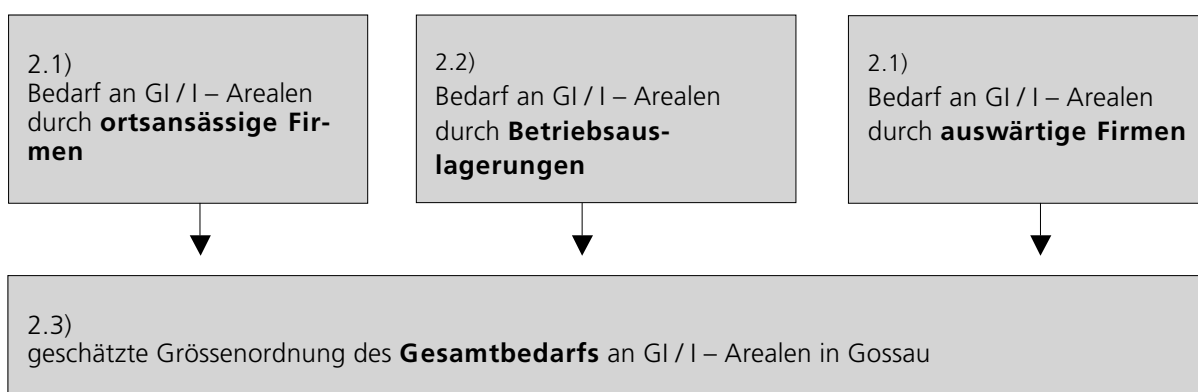 2.1)
Bedarf an GI / I – Arealen
durch ortsansässige Fir-
men
2.2)
Bedarf an GI / I – Arealen
durch Betriebsaus-
lagerungen
2.1)
Bedarf an GI / I – Arealen
durch auswärtige Firmen
2.3)
geschätzte Grössenordnung des Gesamtbedarfs an GI / I – Arealen in Gossau